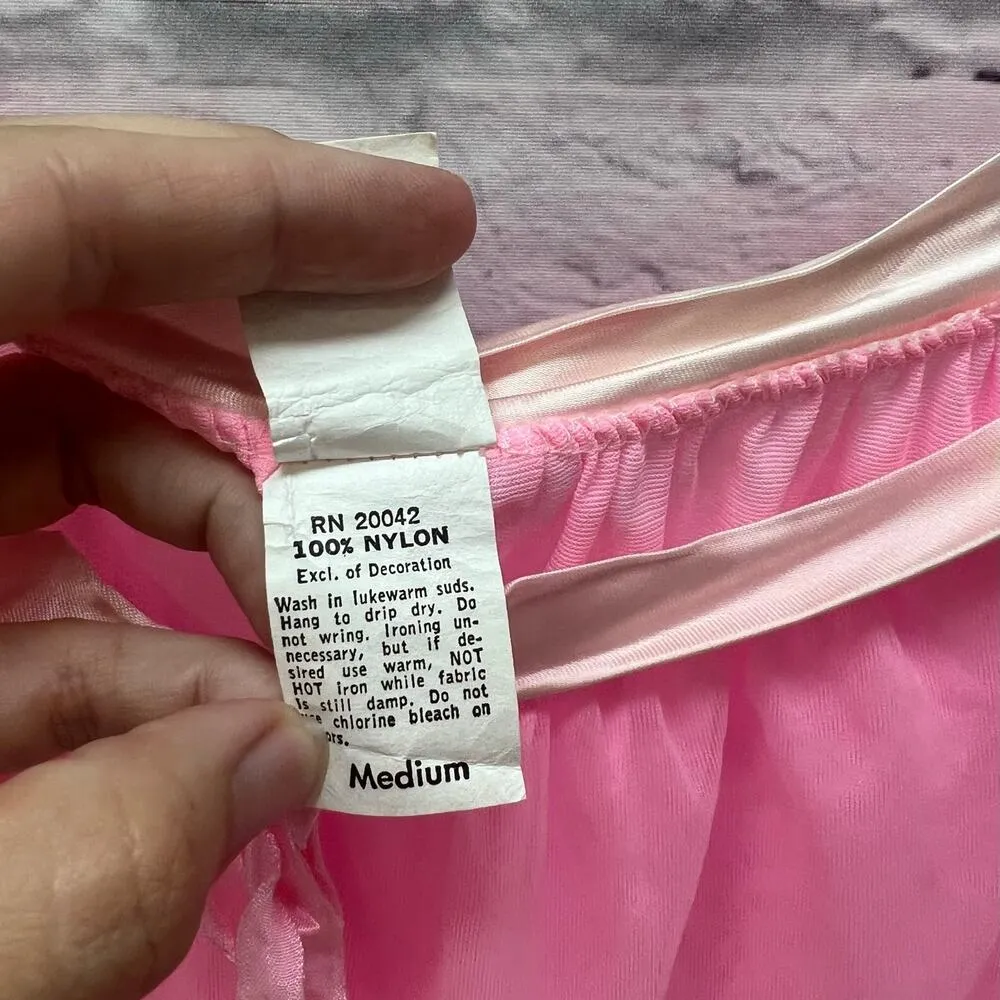 RN 20042
100% NYLON
Excl. of Decoration
Wash in lukewarm suds.
Hang to drip dry. Do
not wring. Ironing un-
necessary, but if de-
sired use warm, NOT
HOT iron while fabric
is still damp. Do not
chlorine bleach on
Medium